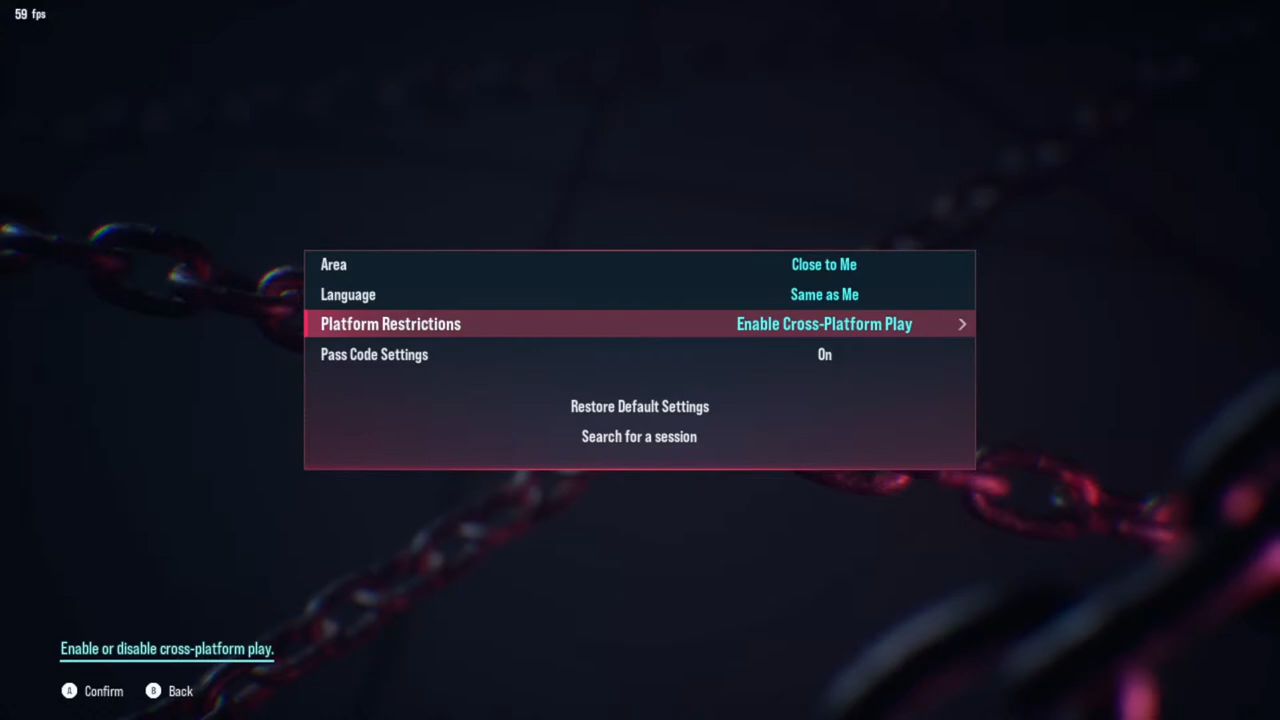 59 fps
Area Close to Me
Language Same as Me
Platform Restrictions Enable Cross-Platform Play
Pass Code Settings On
Restore Default Settings
Search for a session
Enable or disable cross-platform play.
A Confirm B Back